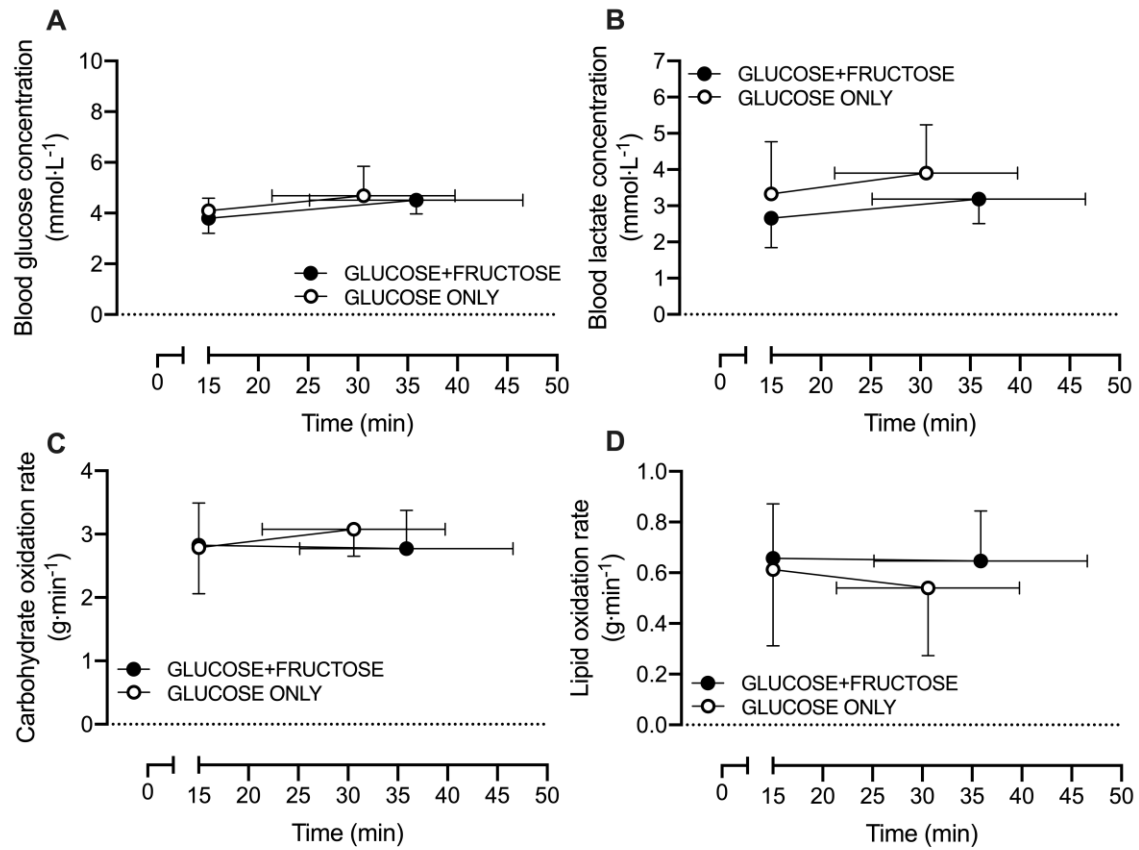 A
Blood glucose concentration
(mmol·L⁻¹)
10
8
6
4
2
0
GLUCOSE+FRUCTOSE
GLUCOSE ONLY
0 15 20 25 30 35 40 45 50
Time (min)
B
Blood lactate concentration
(mmol·L⁻¹)
7
6
5
4
3
2
1
0
GLUCOSE+FRUCTOSE
GLUCOSE ONLY
0 15 20 25 30 35 40 45 50
Time (min)
C
Carbohydrate oxidation rate
(g·min⁻¹)
4
3
2
1
0
GLUCOSE+FRUCTOSE
GLUCOSE ONLY
0 15 20 25 30 35 40 45 50
Time (min)
D
Lipid oxidation rate
(g·min⁻¹)
1.0
0.8
0.6
0.4
0.2
0.0
GLUCOSE+FRUCTOSE
GLUCOSE ONLY
0 15 20 25 30 35 40 45 50
Time (min)